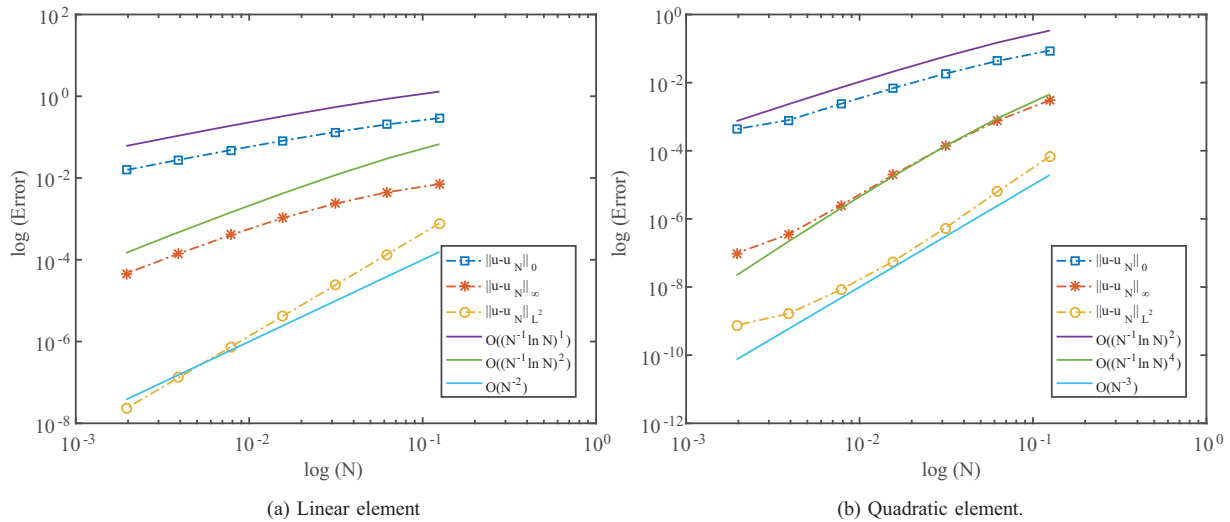 10^2
10^0
10^-2
10^-4
10^-6
10^-8
log (Error)
||u-u_N||_0
||u-u_N||_∞
||u-u_N||_L^2
O((N^-1 ln N)^1)
O((N^-1 ln N)^2)
O(N^-2)
10^-3 10^-2 10^-1 10^0
log (N)
(a) Linear element
10^0
10^-2
10^-4
10^-6
10^-8
10^-10
10^-12
log (Error)
||u-u_N||_0
||u-u_N||_∞
||u-u_N||_L^2
O((N^-1 ln N)^2)
O((N^-1 ln N)^4)
O(N^-3)
10^-3 10^-2 10^-1 10^0
log (N)
(b) Quadratic element.